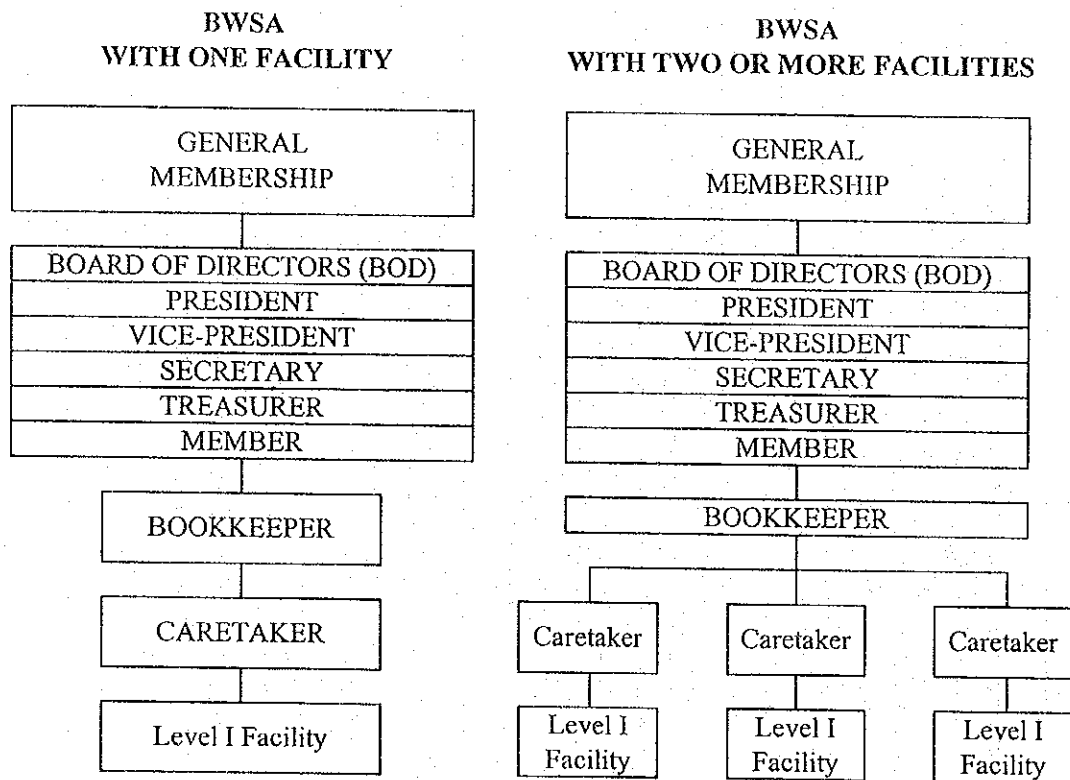 BWSA
WITH ONE FACILITY
GENERAL
MEMBERSHIP
BOARD OF DIRECTORS (BOD)
PRESIDENT
VICE-PRESIDENT
SECRETARY
TREASURER
MEMBER
BOOKKEEPER
CARETAKER
Level I Facility
BWSA
WITH TWO OR MORE FACILITIES
GENERAL
MEMBERSHIP
BOARD OF DIRECTORS (BOD)
PRESIDENT
VICE-PRESIDENT
SECRETARY
TREASURER
MEMBER
BOOKKEEPER
Caretaker
Caretaker
Caretaker
Level I
Facility
Level I
Facility
Level I
Facility